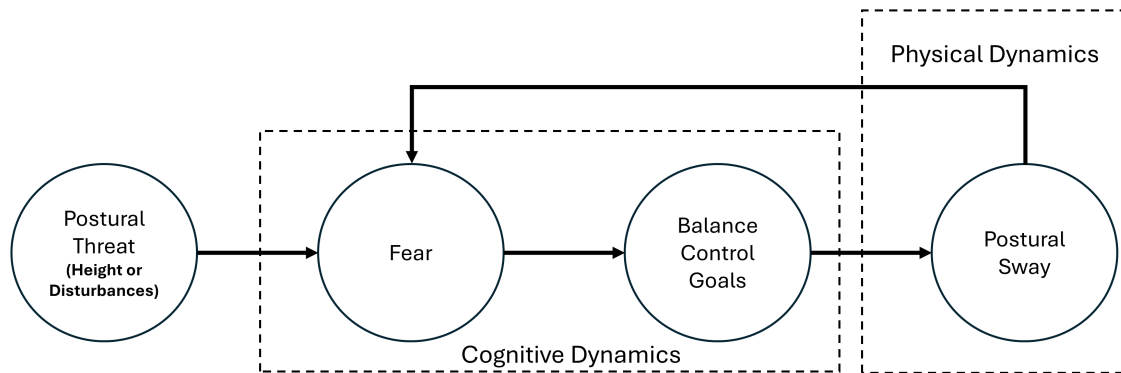 Physical Dynamics
Postural
Threat
(Height or
Disturbances)
Fear
Balance
Control
Goals
Postural
Sway
Cognitive Dynamics